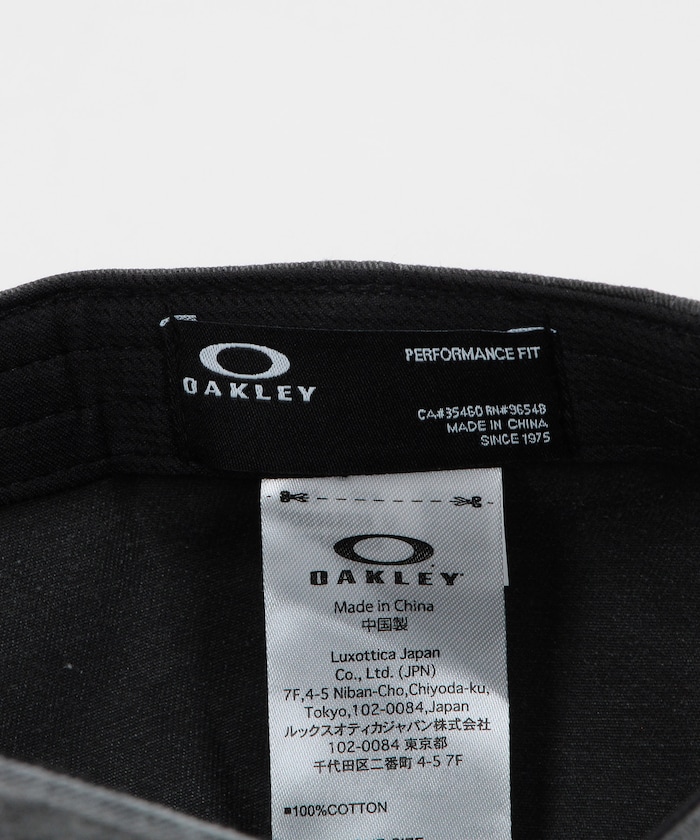 OAKLEY
PERFORMANCE FIT
CA#35460 RN#96548
MADE IN CHINA
SINCE 1975
OAKLEY
Made in China
中国製
Luxottica Japan
Co., Ltd. (JPN)
7F,4-5 Niban-Cho,Chiyoda-ku,
Tokyo,102-0084,Japan
ルックスオティカジャパン株式会社
102-0084 東京都
千代田区二番町 4-5 7F
■100%COTTON
SIZE